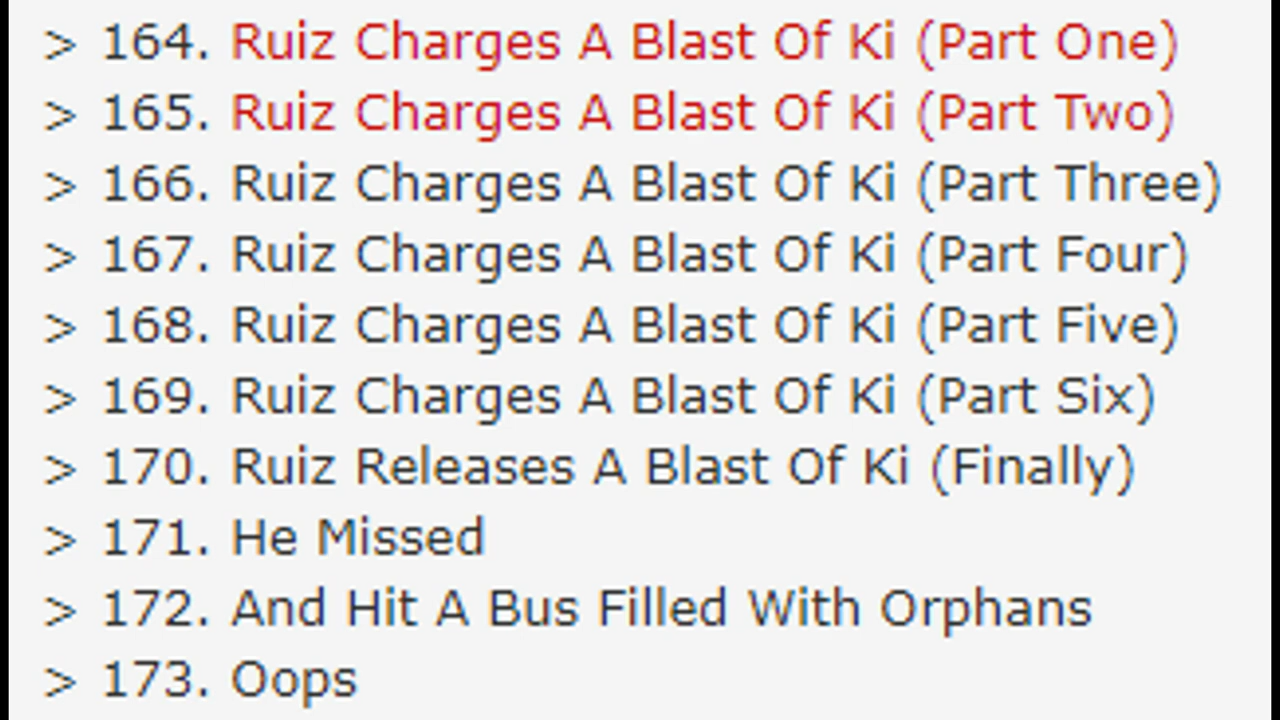 > 164. Ruiz Charges A Blast Of Ki (Part One)
> 165. Ruiz Charges A Blast Of Ki (Part Two)
> 166. Ruiz Charges A Blast Of Ki (Part Three)
> 167. Ruiz Charges A Blast Of Ki (Part Four)
> 168. Ruiz Charges A Blast Of Ki (Part Five)
> 169. Ruiz Charges A Blast Of Ki (Part Six)
> 170. Ruiz Releases A Blast Of Ki (Finally)
> 171. He Missed
> 172. And Hit A Bus Filled With Orphans
> 173. Oops